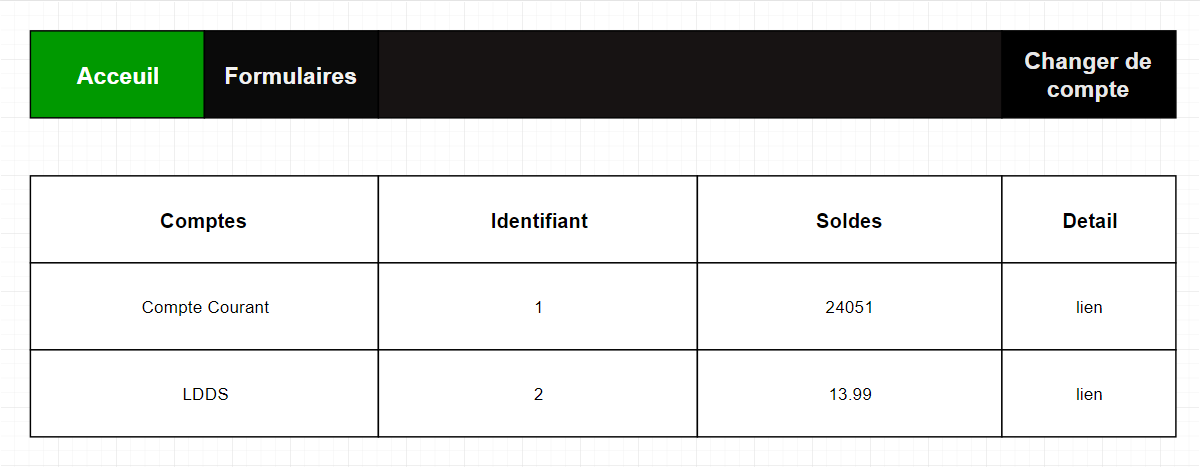 Acceuil Formulaires Changer de
compte
Comptes Identifiant Soldes Detail
Compte Courant 1 24051 lien
LDDS 2 13.99 lien